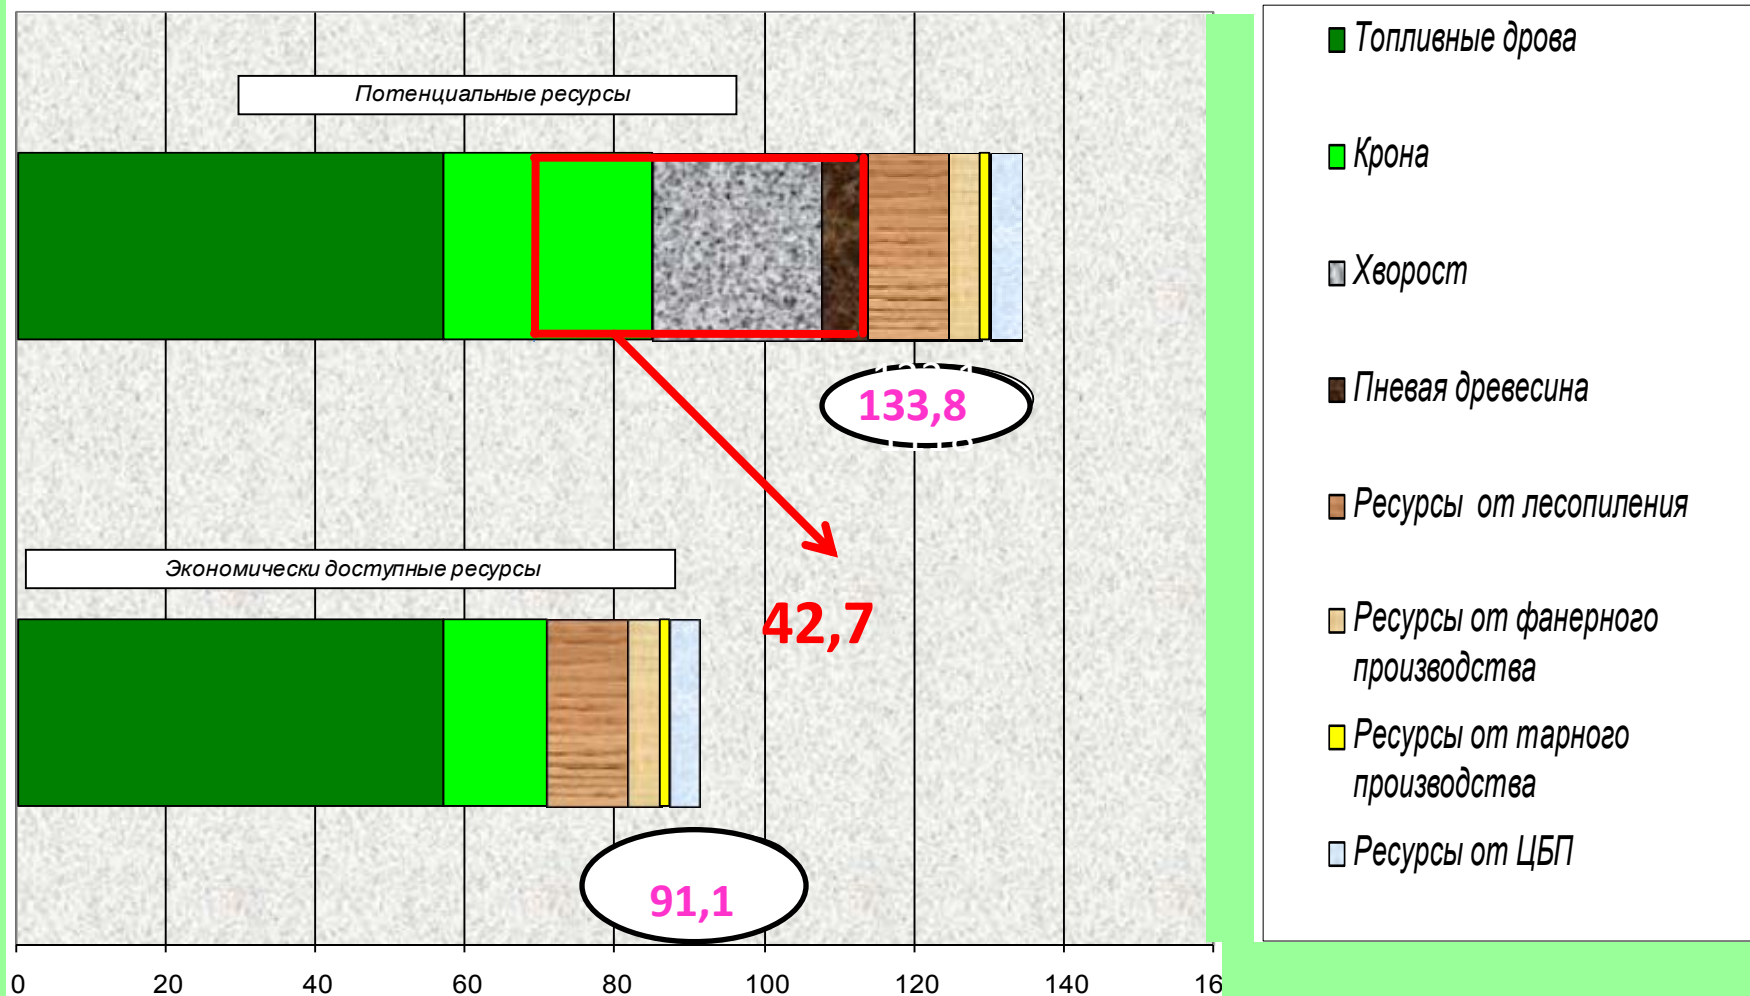 Потенциальные ресурсы
133,8
Экономически доступные ресурсы
42,7
91,1
0 20 40 60 80 100 120 140 16
Топливные дрова
Крона
Хворост
Пневая древесина
Ресурсы от лесопиления
Ресурсы от фанерного
производства
Ресурсы от тарного
производства
Ресурсы от ЦБП